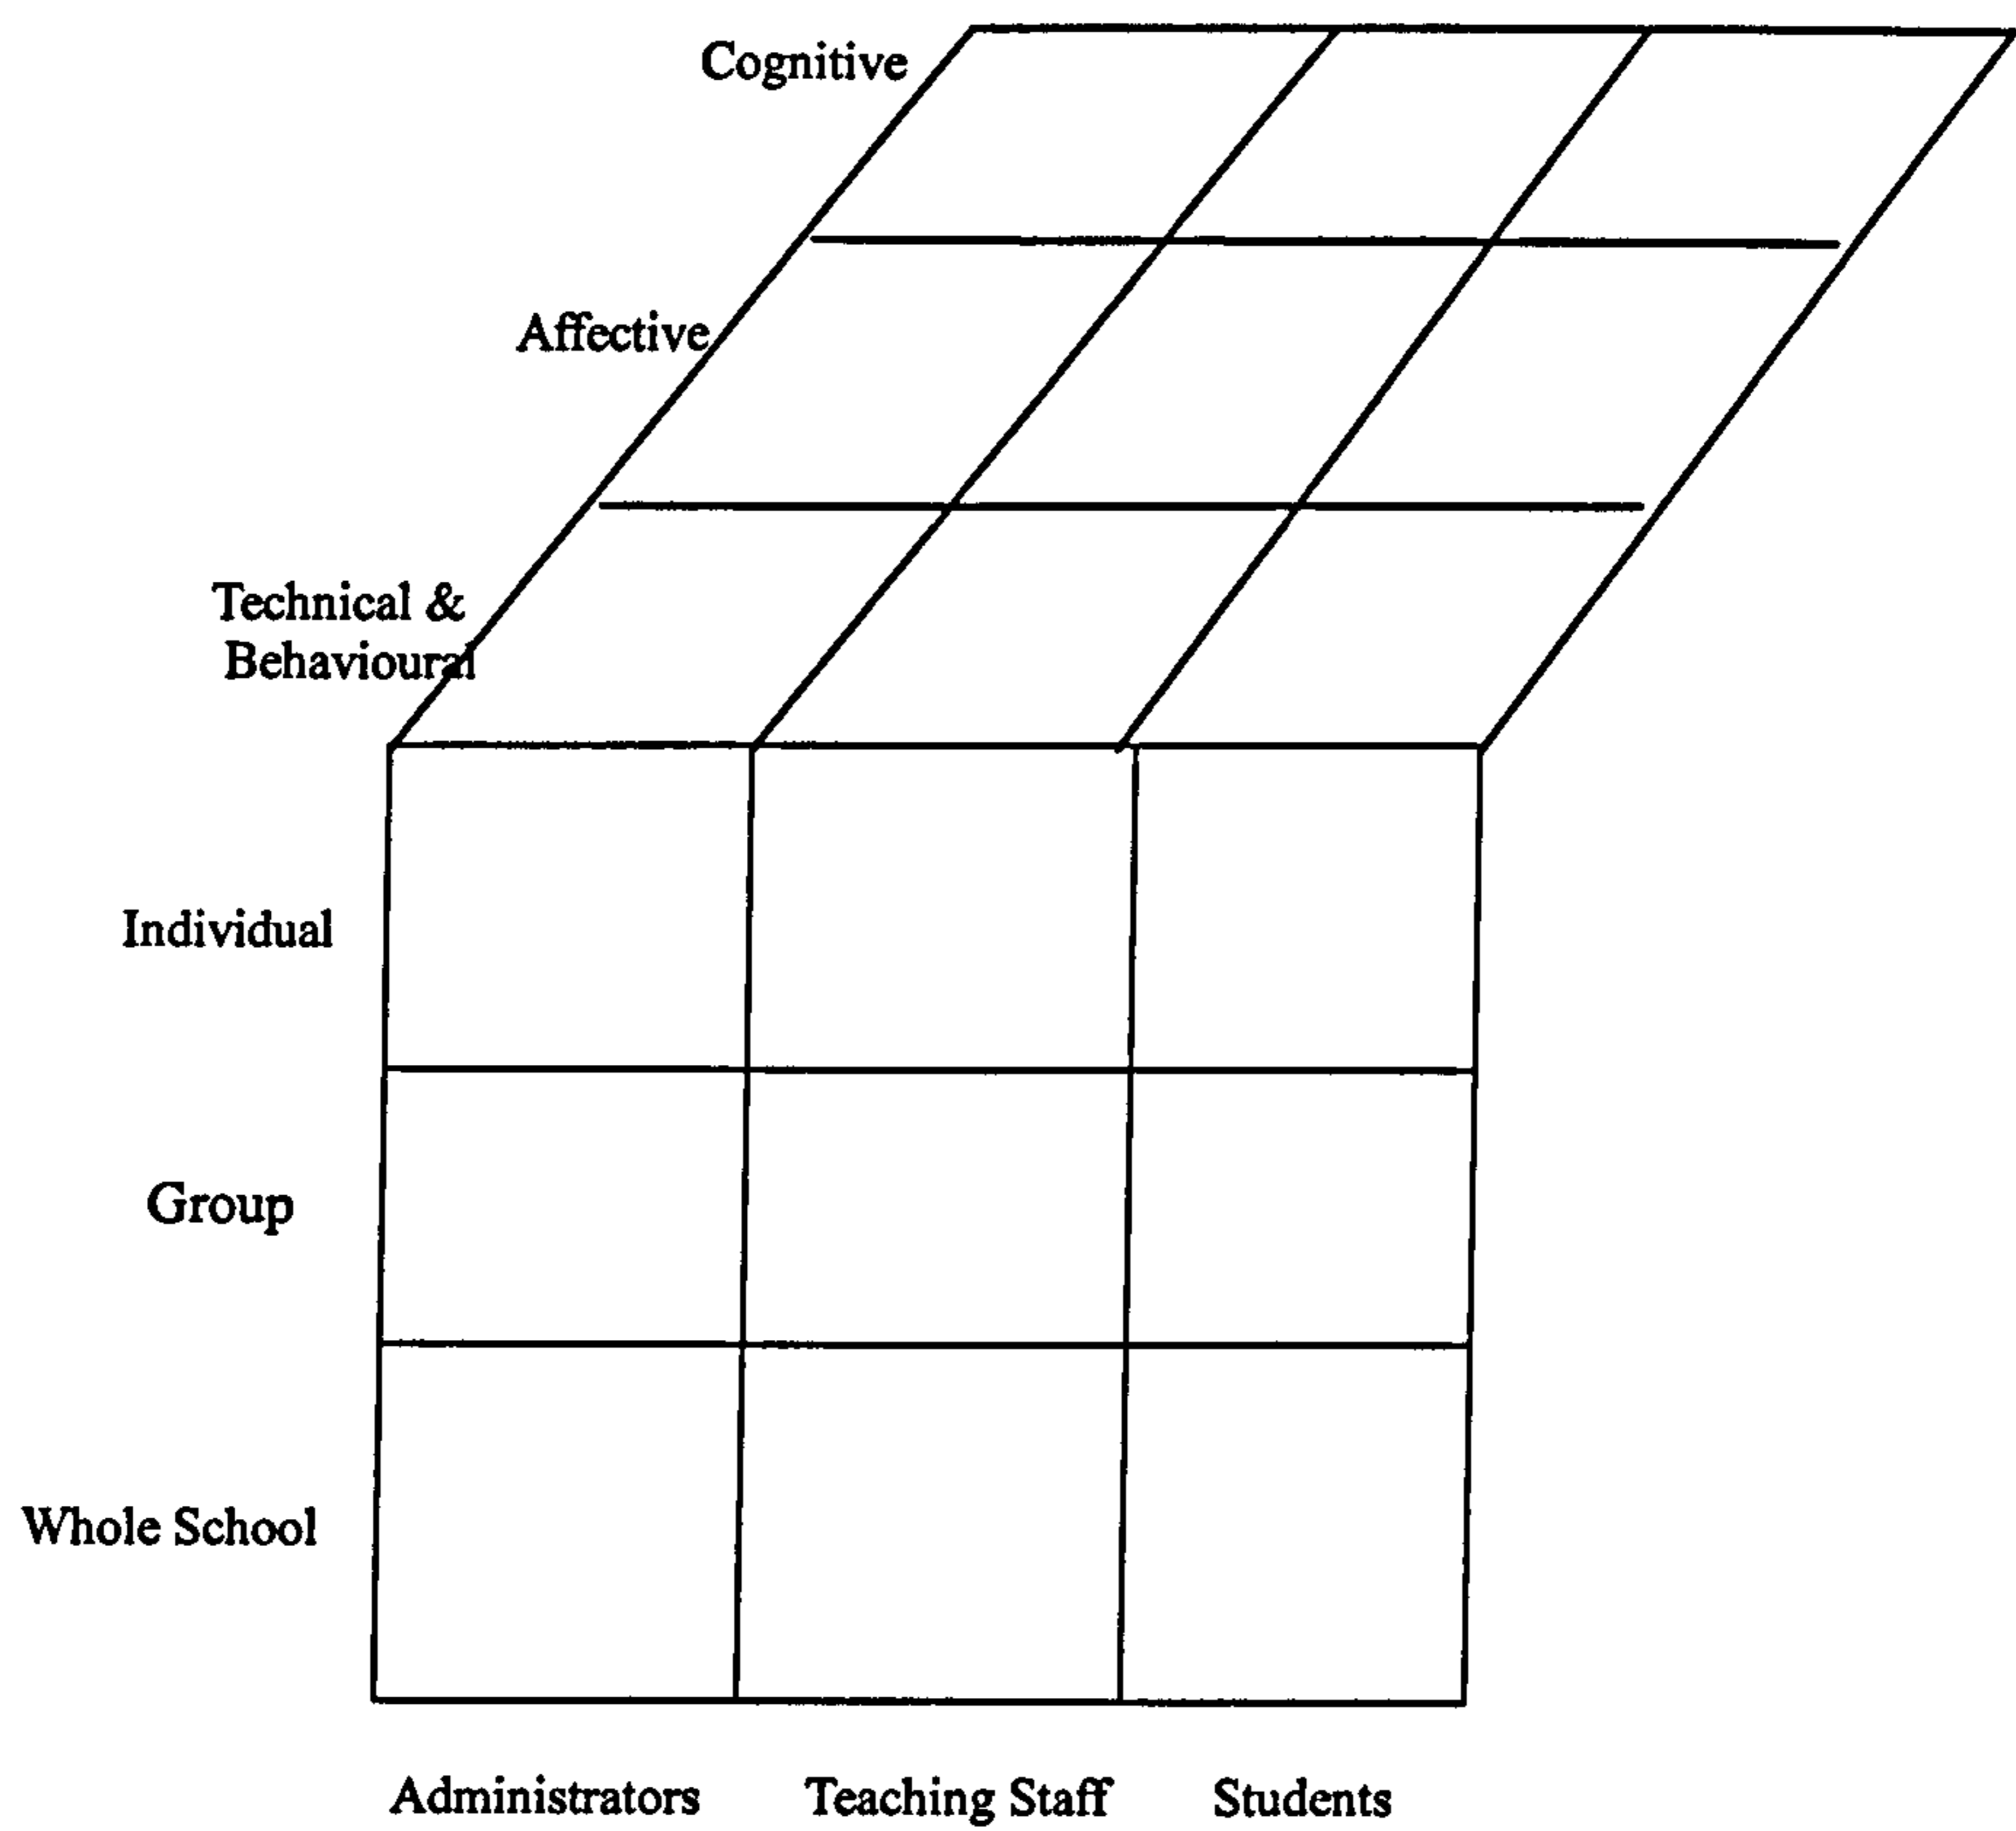 Cognitive
Affective
Technical &
Behavioural
Individual
Group
Whole School
Administrators Teaching Staff Students